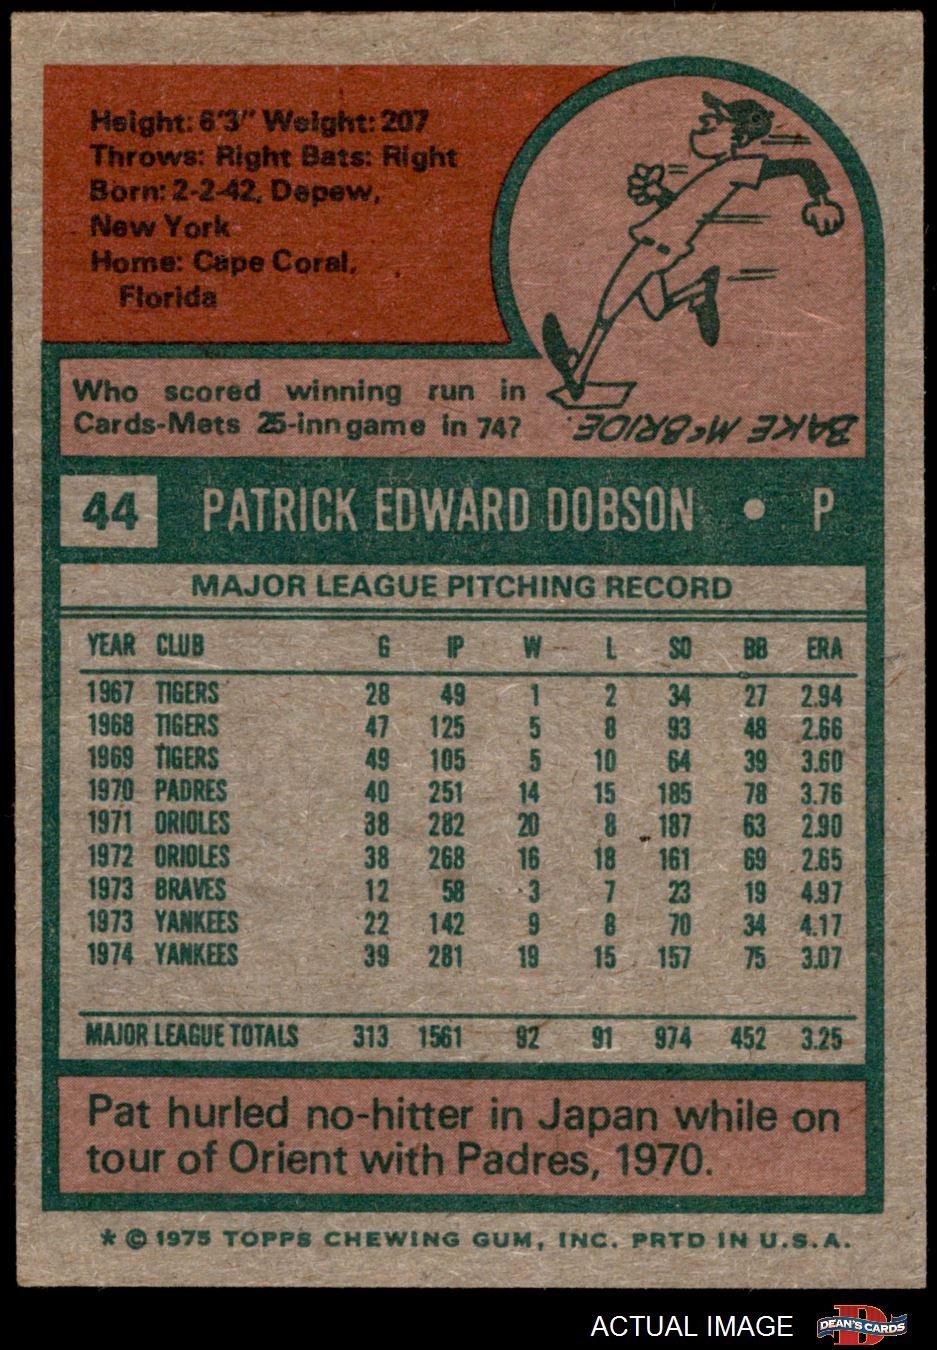 Height: 6'3" Weight: 207
Throws: Right Bats: Right
Born: 2-2-42, Depew,
New York
Home: Cape Coral,
Florida
Who scored winning run in
Cards-Mets 25-inn game in 74?
BAKE McBRIDE.
44 PATRICK EDWARD DOBSON • P
MAJOR LEAGUE PITCHING RECORD
YEAR CLUB G IP W L SO BB ERA
1967 TIGERS 28 49 1 2 34 27 2.94
1968 TIGERS 47 125 5 8 93 48 2.66
1969 TIGERS 49 105 5 10 64 39 3.60
1970 PADRES 40 251 14 15 185 78 3.76
1971 ORIOLES 38 282 20 8 187 63 2.90
1972 ORIOLES 38 268 16 18 161 69 2.65
1973 BRAVES 12 58 3 7 23 19 4.97
1973 YANKEES 22 142 9 8 70 34 4.17
1974 YANKEES 39 281 19 15 157 75 3.07
MAJOR LEAGUE TOTALS 313 1561 92 91 974 452 3.25
Pat hurled no-hitter in Japan while on
tour of Orient with Padres, 1970.
* © 1975 TOPPS CHEWING GUM, INC. PRTD IN U.S.A.
ACTUAL IMAGE
DEAN'S CARDS